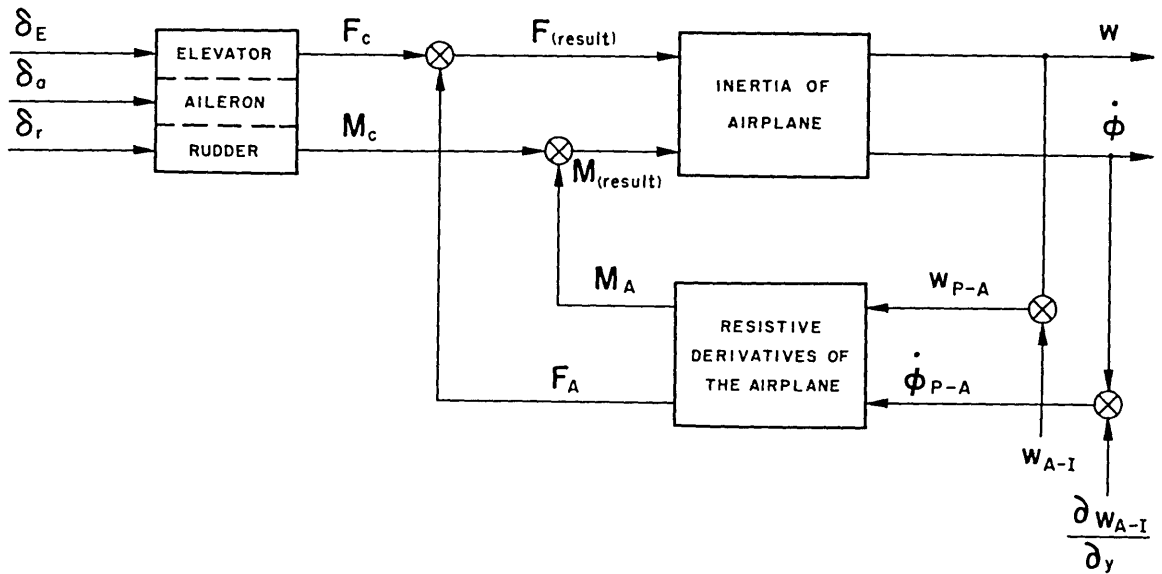 δE
δa
δr
ELEVATOR
AILERON
RUDDER
Fc
Mc
F(result)
M(result)
INERTIA OF
AIRPLANE
w
ϕ̇
MA
FA
RESISTIVE
DERIVATIVES OF
THE AIRPLANE
wP-A
ϕ̇P-A
wA-I
∂wA-I
∂y